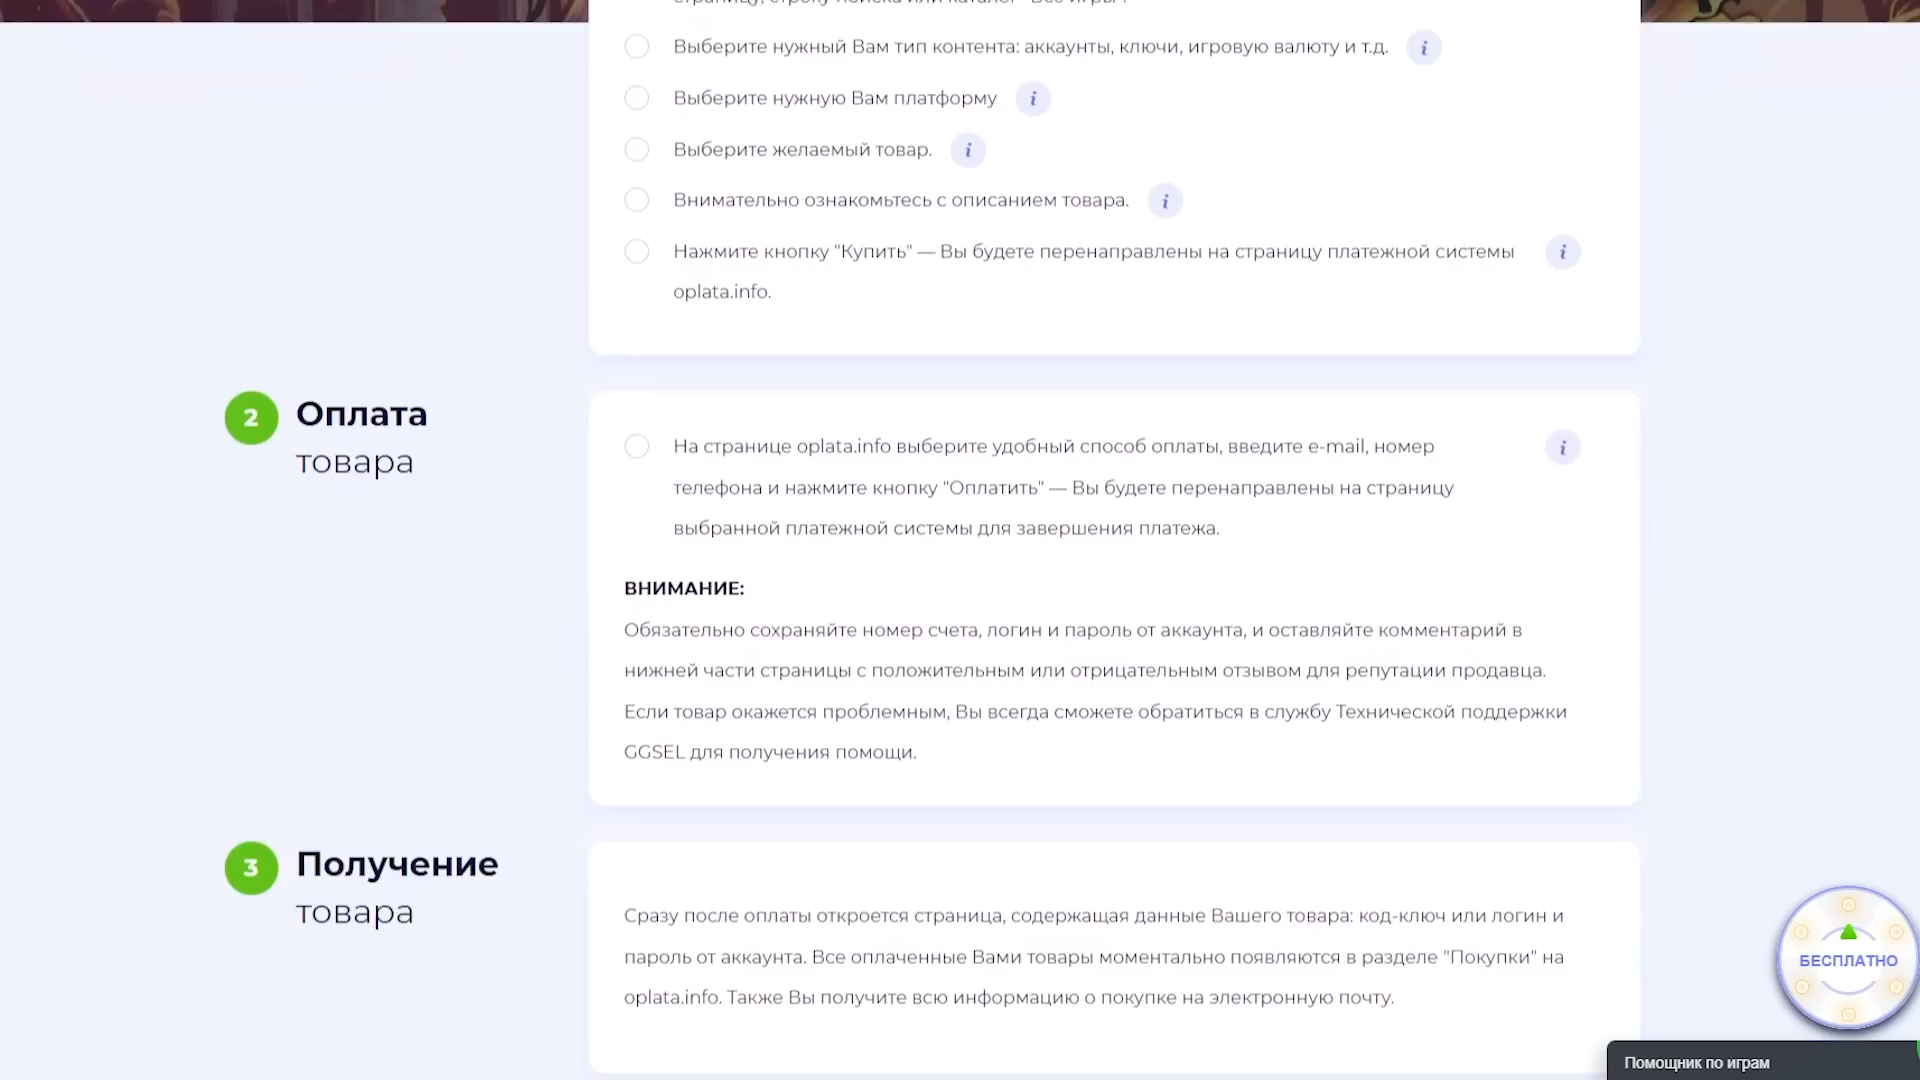 Выберите нужный Вам тип контента: аккаунты, ключи, игровую валюту и т.д. i
Выберите нужную Вам платформу i
Выберите желаемый товар. i
Внимательно ознакомьтесь с описанием товара. i
Нажмите кнопку "Купить" — Вы будете перенаправлены на страницу платежной системы i
oplata.info.
2 Оплата
товара
На странице oplata.info выберите удобный способ оплаты, введите e-mail, номер i
телефона и нажмите кнопку "Оплатить" — Вы будете перенаправлены на страницу
выбранной платежной системы для завершения платежа.
ВНИМАНИЕ:
Обязательно сохраняйте номер счета, логин и пароль от аккаунта, и оставляйте комментарий в
нижней части страницы с положительным или отрицательным отзывом для репутации продавца.
Если товар окажется проблемным, Вы всегда сможете обратиться в службу Технической поддержки
GGSEL для получения помощи.
3 Получение
товара
Сразу после оплаты откроется страница, содержащая данные Вашего товара: код-ключ или логин и
пароль от аккаунта. Все оплаченные Вами товары моментально появляются в разделе "Покупки" на
oplata.info. Также Вы получите всю информацию о покупке на электронную почту.
БЕСПЛАТНО
Помощник по играм